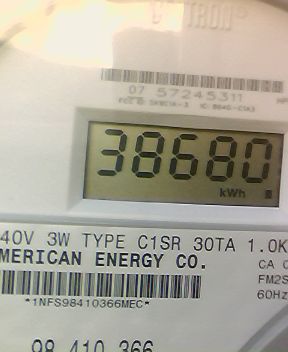 CENTRON®
07 57245311
38680
kWh
40V 3W TYPE C1SR 30TA 1.0K
MERICAN ENERGY CO.
CA
FM2S
60Hz
*1NFS98410366MEC*
98 410 366